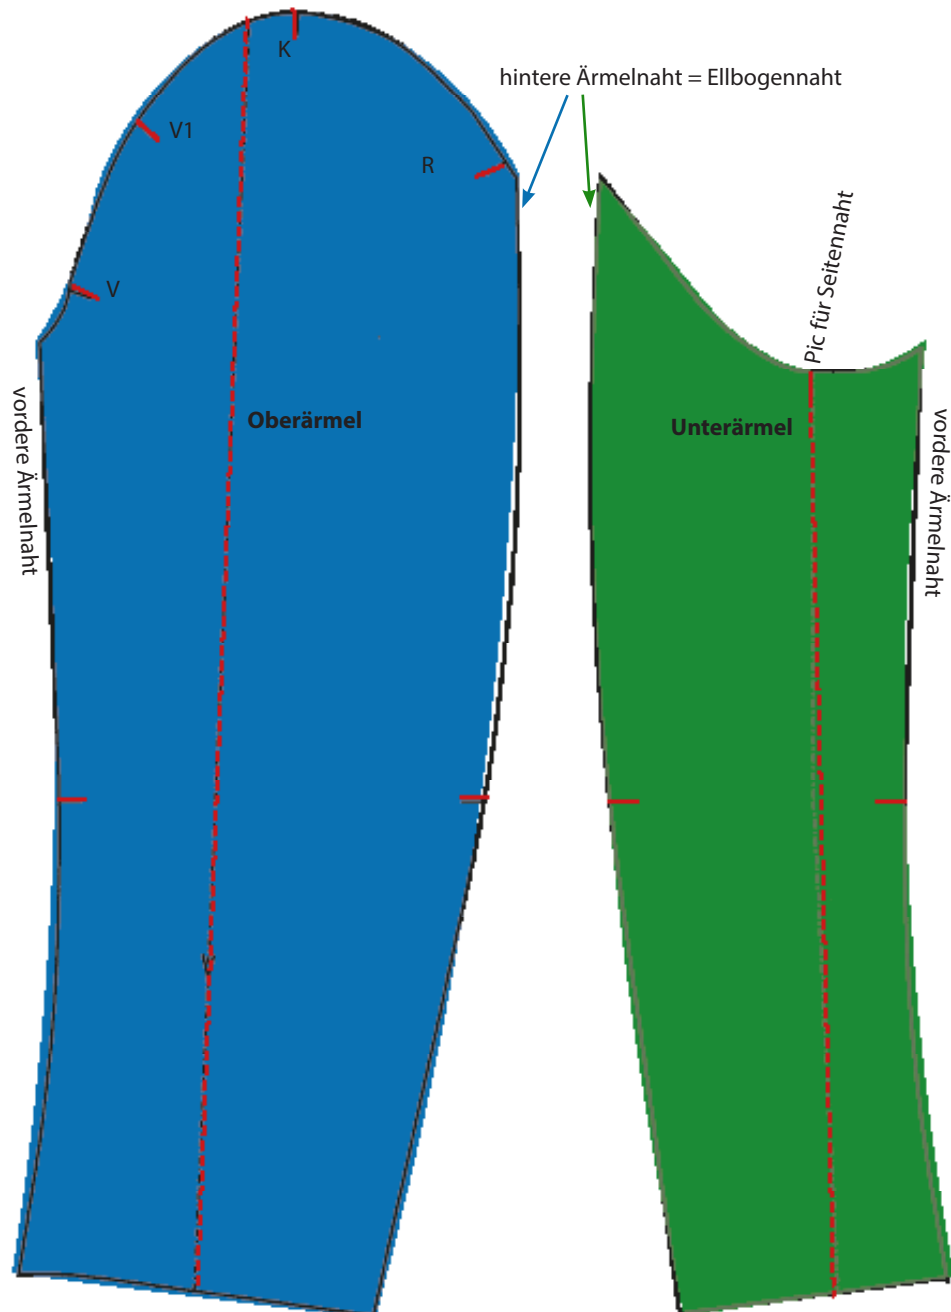 K
hintere Ärmelnaht = Ellbogennaht
V1
R
Pic für Seitennaht
V
vordere Ärmelnaht
Oberärmel
Unterärmel
vordere Ärmelnaht